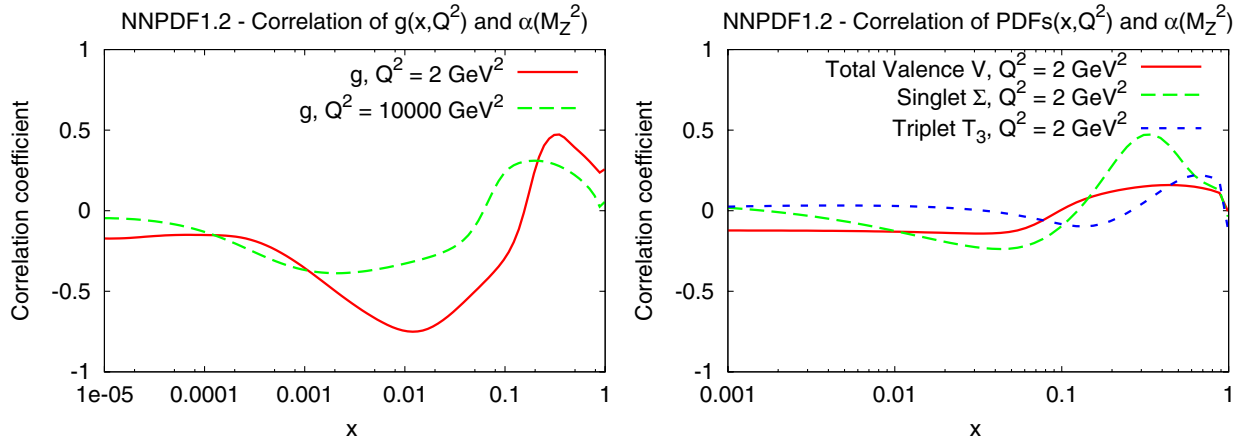 NNPDF1.2 - Correlation of g(x,Q²) and α(M_Z²)
Correlation coefficient
1
0.5
0
-0.5
-1
g, Q² = 2 GeV²
g, Q² = 10000 GeV²
1e-05 0.0001 0.001 0.01 0.1 1
x
NNPDF1.2 - Correlation of PDFs(x,Q²) and α(M_Z²)
Correlation coefficient
1
0.5
0
-0.5
-1
Total Valence V, Q² = 2 GeV²
Singlet Σ, Q² = 2 GeV²
Triplet T₃, Q² = 2 GeV²
0.001 0.01 0.1 1
x